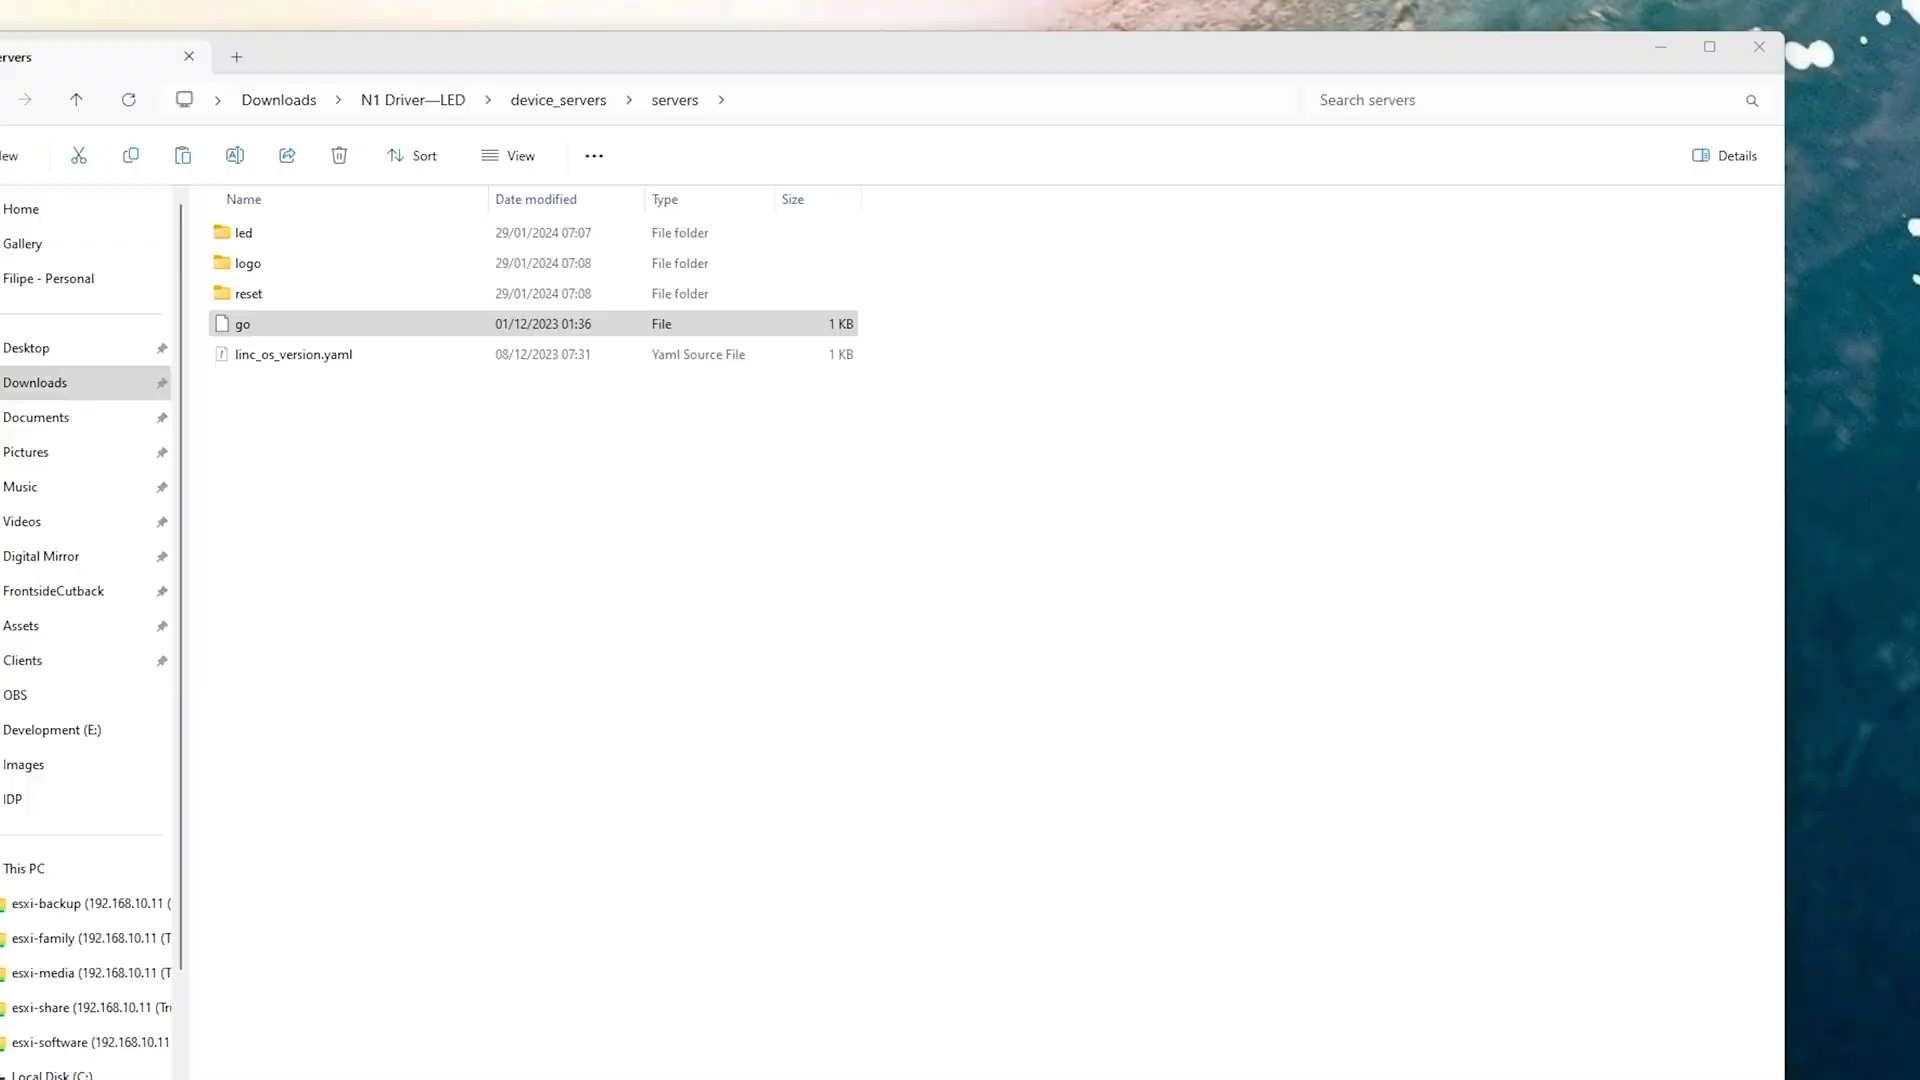 ervers
Downloads > N1 Driver—LED > device_servers > servers >
Search servers
ew
Sort
View
Details
Name Date modified Type Size
led 29/01/2024 07:07 File folder
logo 29/01/2024 07:08 File folder
reset 29/01/2024 07:08 File folder
go 01/12/2023 01:36 File 1 KB
linc_os_version.yaml 08/12/2023 07:31 Yaml Source File 1 KB
Home
Gallery
Filipe - Personal
Desktop
Downloads
Documents
Pictures
Music
Videos
Digital Mirror
FrontsideCutback
Assets
Clients
OBS
Development (E:)
Images
IDP
This PC
esxi-backup (192.168.10.11 (
esxi-family (192.168.10.11 (T
esxi-media (192.168.10.11 (T
esxi-share (192.168.10.11 (Tru
esxi-software (192.168.10.11
Local Disk (C:)